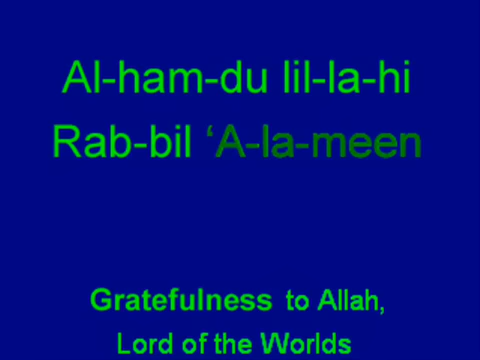 Al-ham-du lil-la-hi
Rab-bil ‘A-la-meen
Gratefulness to Allah,
Lord of the Worlds